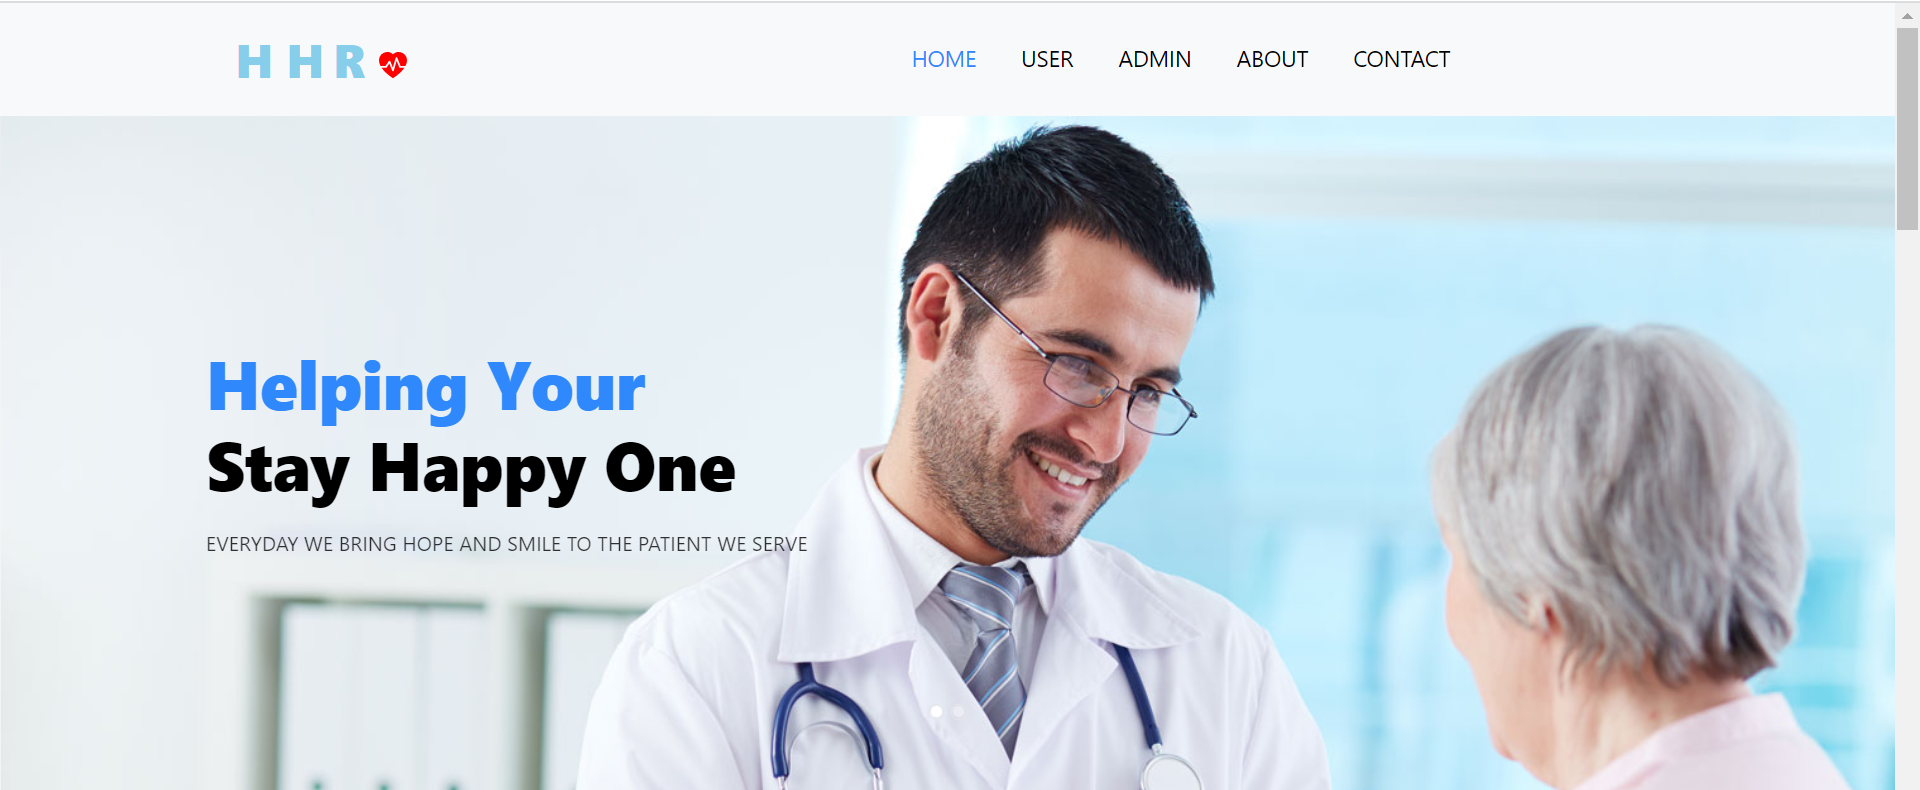 H H R
HOME USER ADMIN ABOUT CONTACT
Helping Your
Stay Happy One
EVERYDAY WE BRING HOPE AND SMILE TO THE PATIENT WE SERVE